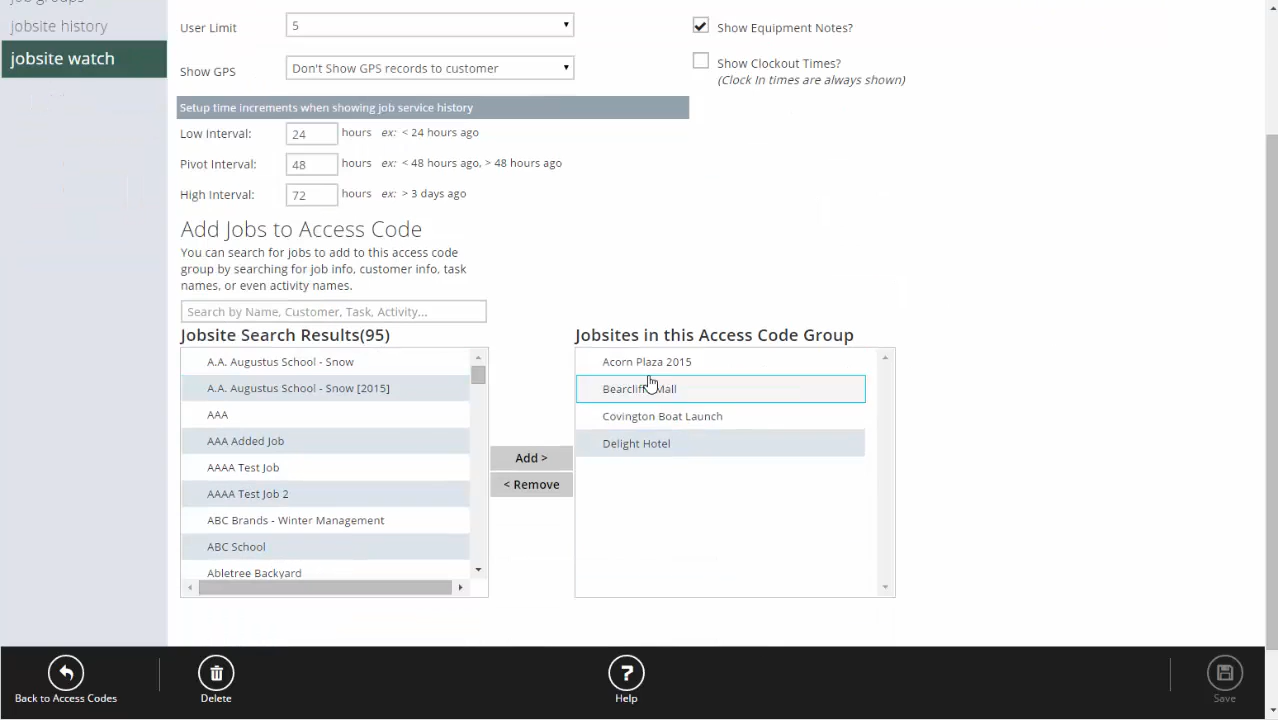 job groups
jobsite history
jobsite watch
User Limit
5
Show Equipment Notes?
Show GPS
Don't Show GPS records to customer
Show Clockout Times?
(Clock In times are always shown)
Setup time increments when showing job service history
Low Interval:
24
hours ex: < 24 hours ago
Pivot Interval:
48
hours ex: < 48 hours ago, > 48 hours ago
High Interval:
72
hours ex: > 3 days ago
Add Jobs to Access Code
You can search for jobs to add to this access code
group by searching for job info, customer info, task
names, or even activity names.
Search by Name, Customer, Task, Activity...
Jobsite Search Results(95)
A.A. Augustus School - Snow
A.A. Augustus School - Snow [2015]
AAA
AAA Added Job
AAAA Test Job
AAAA Test Job 2
ABC Brands - Winter Management
ABC School
Abletree Backyard
Add >
< Remove
Jobsites in this Access Code Group
Acorn Plaza 2015
Mall
Covington Boat Launch
Delight Hotel
Back to Access Codes
Delete
?
Help
Save